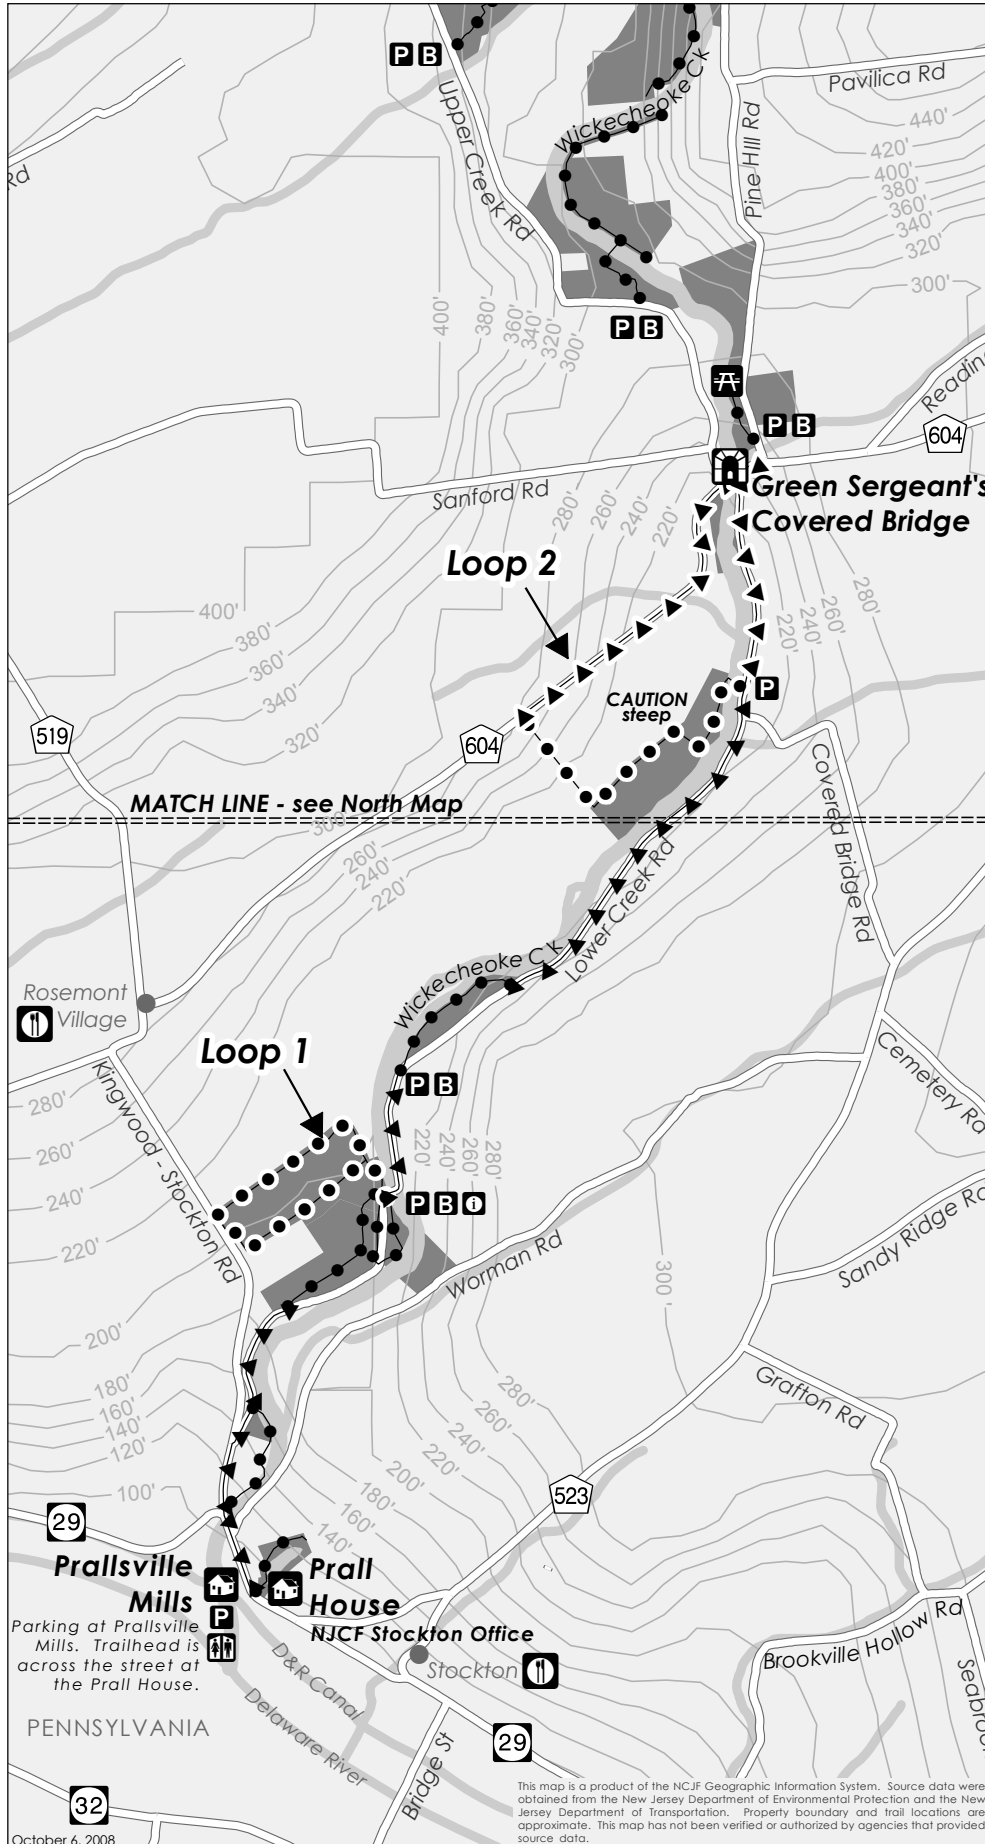 P B
Upper Creek Rd
Wickecheoke Ck
Pavilica Rd
Pine Hill Rd
440'
420'
400'
380'
360'
340'
320'
300'
Rd
400'
380'
360'
340'
320'
300'
P B
P B
604
Sanford Rd
280'
260'
240'
220'
Green Sergeant's
Covered Bridge
Loop 2
400'
380'
360'
340'
320'
280'
260'
240'
220'
P
CAUTION
steep
519
604
Covered Bridge Rd
MATCH LINE - see North Map
300'
260'
240'
220'
Lower Creek Rd
Wickecheoke Ck
Rosemont
Village
Loop 1
P B
Cemetery Rd
Kingwood - Stockton Rd
280'
260'
240'
220'
220'
240'
260'
280'
P B i
Worman Rd
Sandy Ridge Rd
300'
200'
180'
160'
140'
120'
100'
280'
260'
240'
220'
200'
180'
160'
140'
Grafton Rd
523
29
Prallsville
Mills
P
Parking at Prallsville
Mills. Trailhead is
across the street at
the Prall House.
Prall
House
NJCF Stockton Office
Stockton
Brookville Hollow Rd
D&R Canal
Delaware River
PENNSYLVANIA
Bridge St
29
32
October 6, 2008
This map is a product of the NCJF Geographic Information System. Source data were
obtained from the New Jersey Department of Environmental Protection and the New
Jersey Department of Transportation. Property boundary and trail locations are
approximate. This map has not been verified or authorized by agencies that provided
source data.